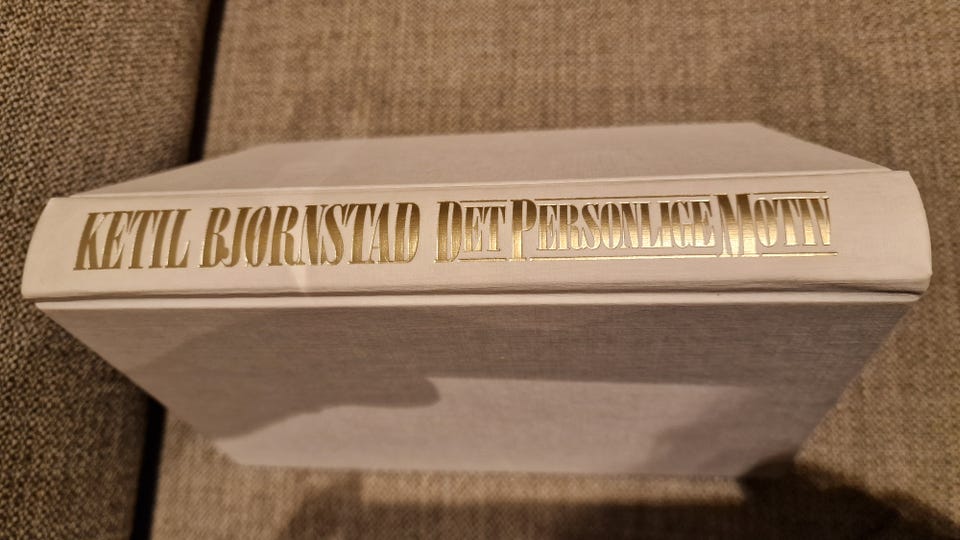 KETIL BJØRNSTAD DET PERSONLIGE MOTIV